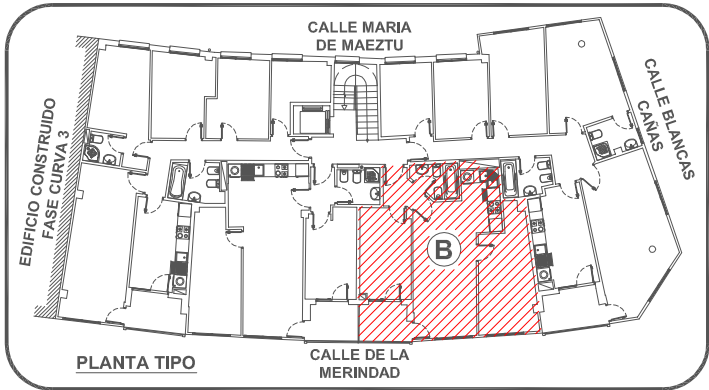 CALLE MARIA
DE MAEZTU
EDIFICIO CONSTRUIDO
FASE CURVA 3
CALLE BLANCAS
CAÑAS
B
PLANTA TIPO
CALLE DE LA
MERINDAD